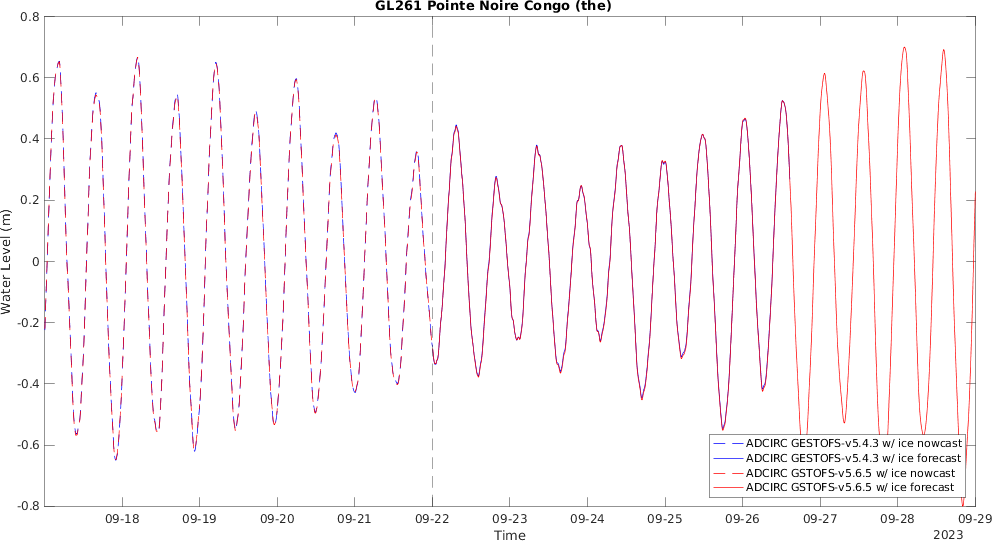 GL261 Pointe Noire Congo (the)
0.8
0.6
0.4
0.2
0
-0.2
-0.4
-0.6
-0.8
Water Level (m)
ADCIRC GESTOFS-v5.4.3 w/ ice nowcast
ADCIRC GESTOFS-v5.4.3 w/ ice forecast
ADCIRC GSTOFS-v5.6.5 w/ ice nowcast
ADCIRC GSTOFS-v5.6.5 w/ ice forecast
09-18 09-19 09-20 09-21 09-22 09-23 09-24 09-25 09-26 09-27 09-28 09-29
Time
2023